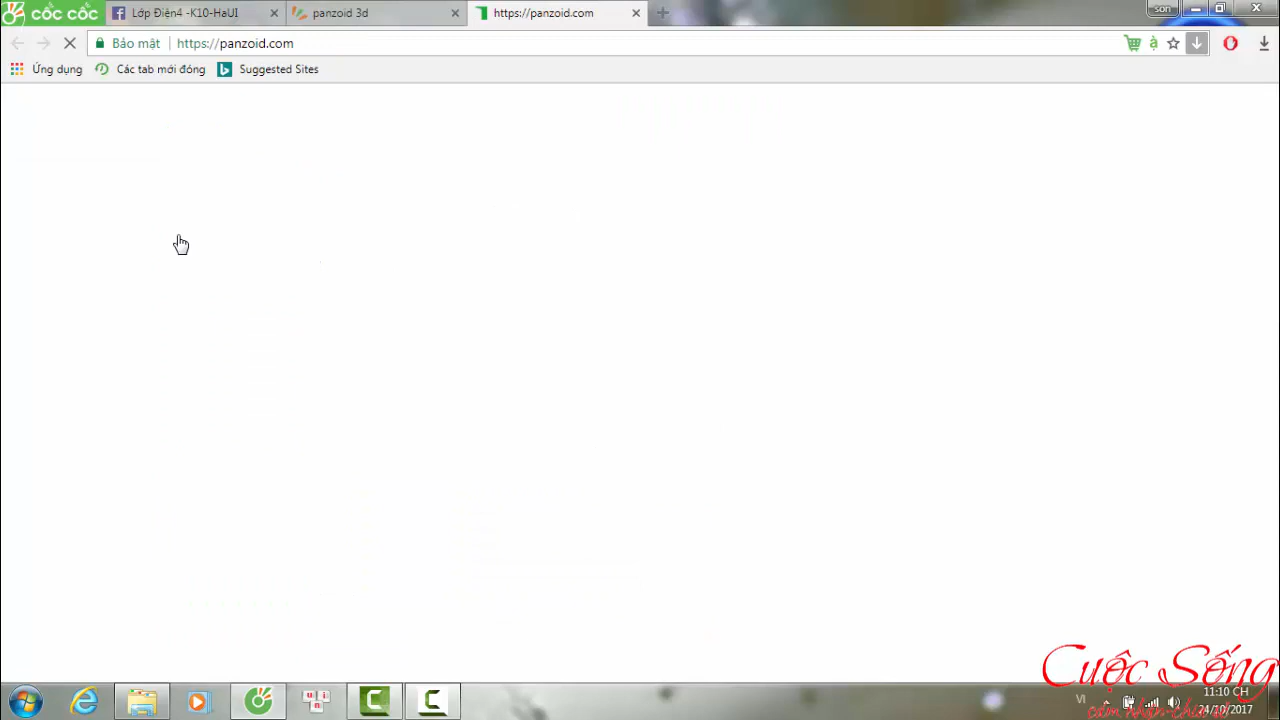 cốc cốc
Lớp Điện4 -K10-HaUI
panzoid 3d
https://panzoid.com
son
Bảo mật
https://panzoid.com
Ứng dụng
Các tab mới đóng
Suggested Sites
Cuộc Sống
VI
11:10 CH
24/10/2017